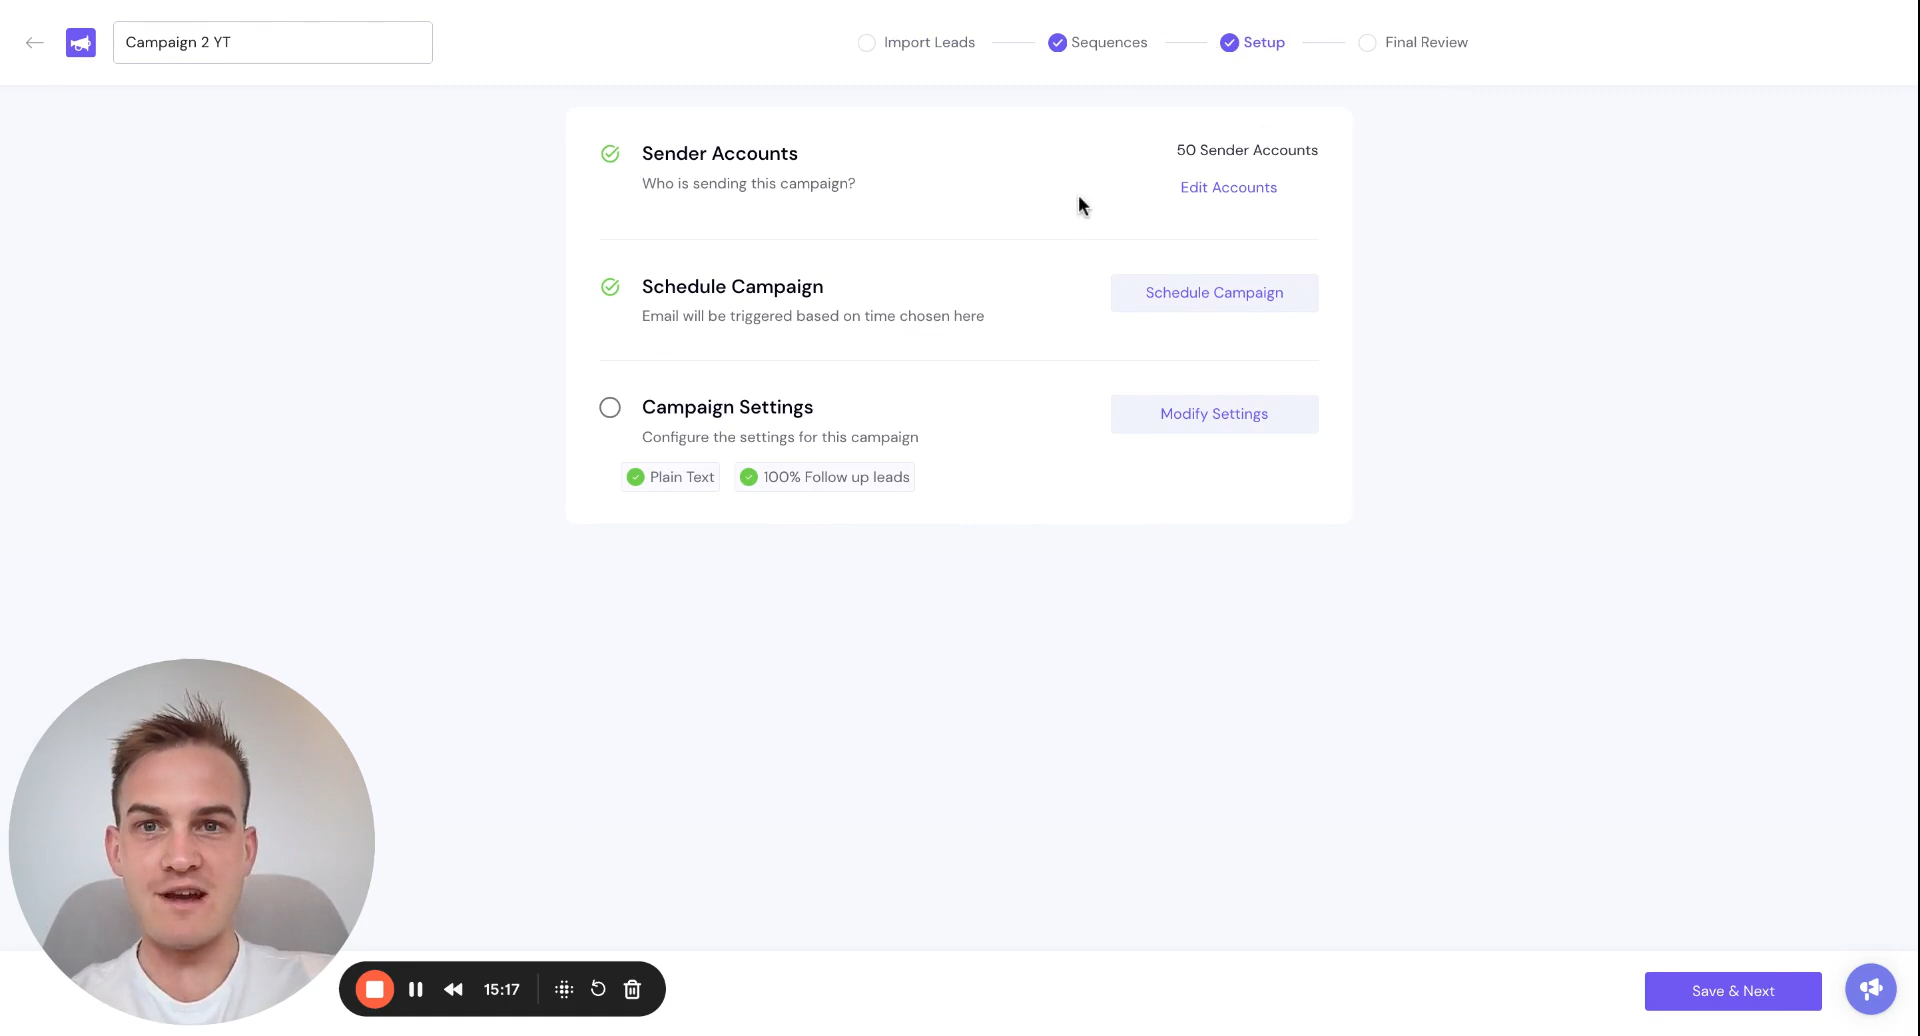 Campaign 2 YT
Import Leads
Sequences
Setup
Final Review
Sender Accounts
50 Sender Accounts
Who is sending this campaign?
Edit Accounts
Schedule Campaign
Schedule Campaign
Email will be triggered based on time chosen here
Campaign Settings
Modify Settings
Configure the settings for this campaign
Plain Text
100% Follow up leads
15:17
Save & Next